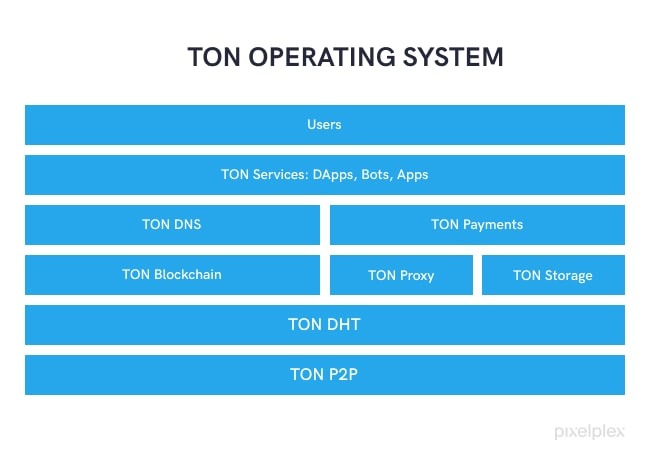 TON OPERATING SYSTEM
Users
TON Services: DApps, Bots, Apps
TON DNS
TON Payments
TON Blockchain
TON Proxy
TON Storage
TON DHT
TON P2P
pixelplex